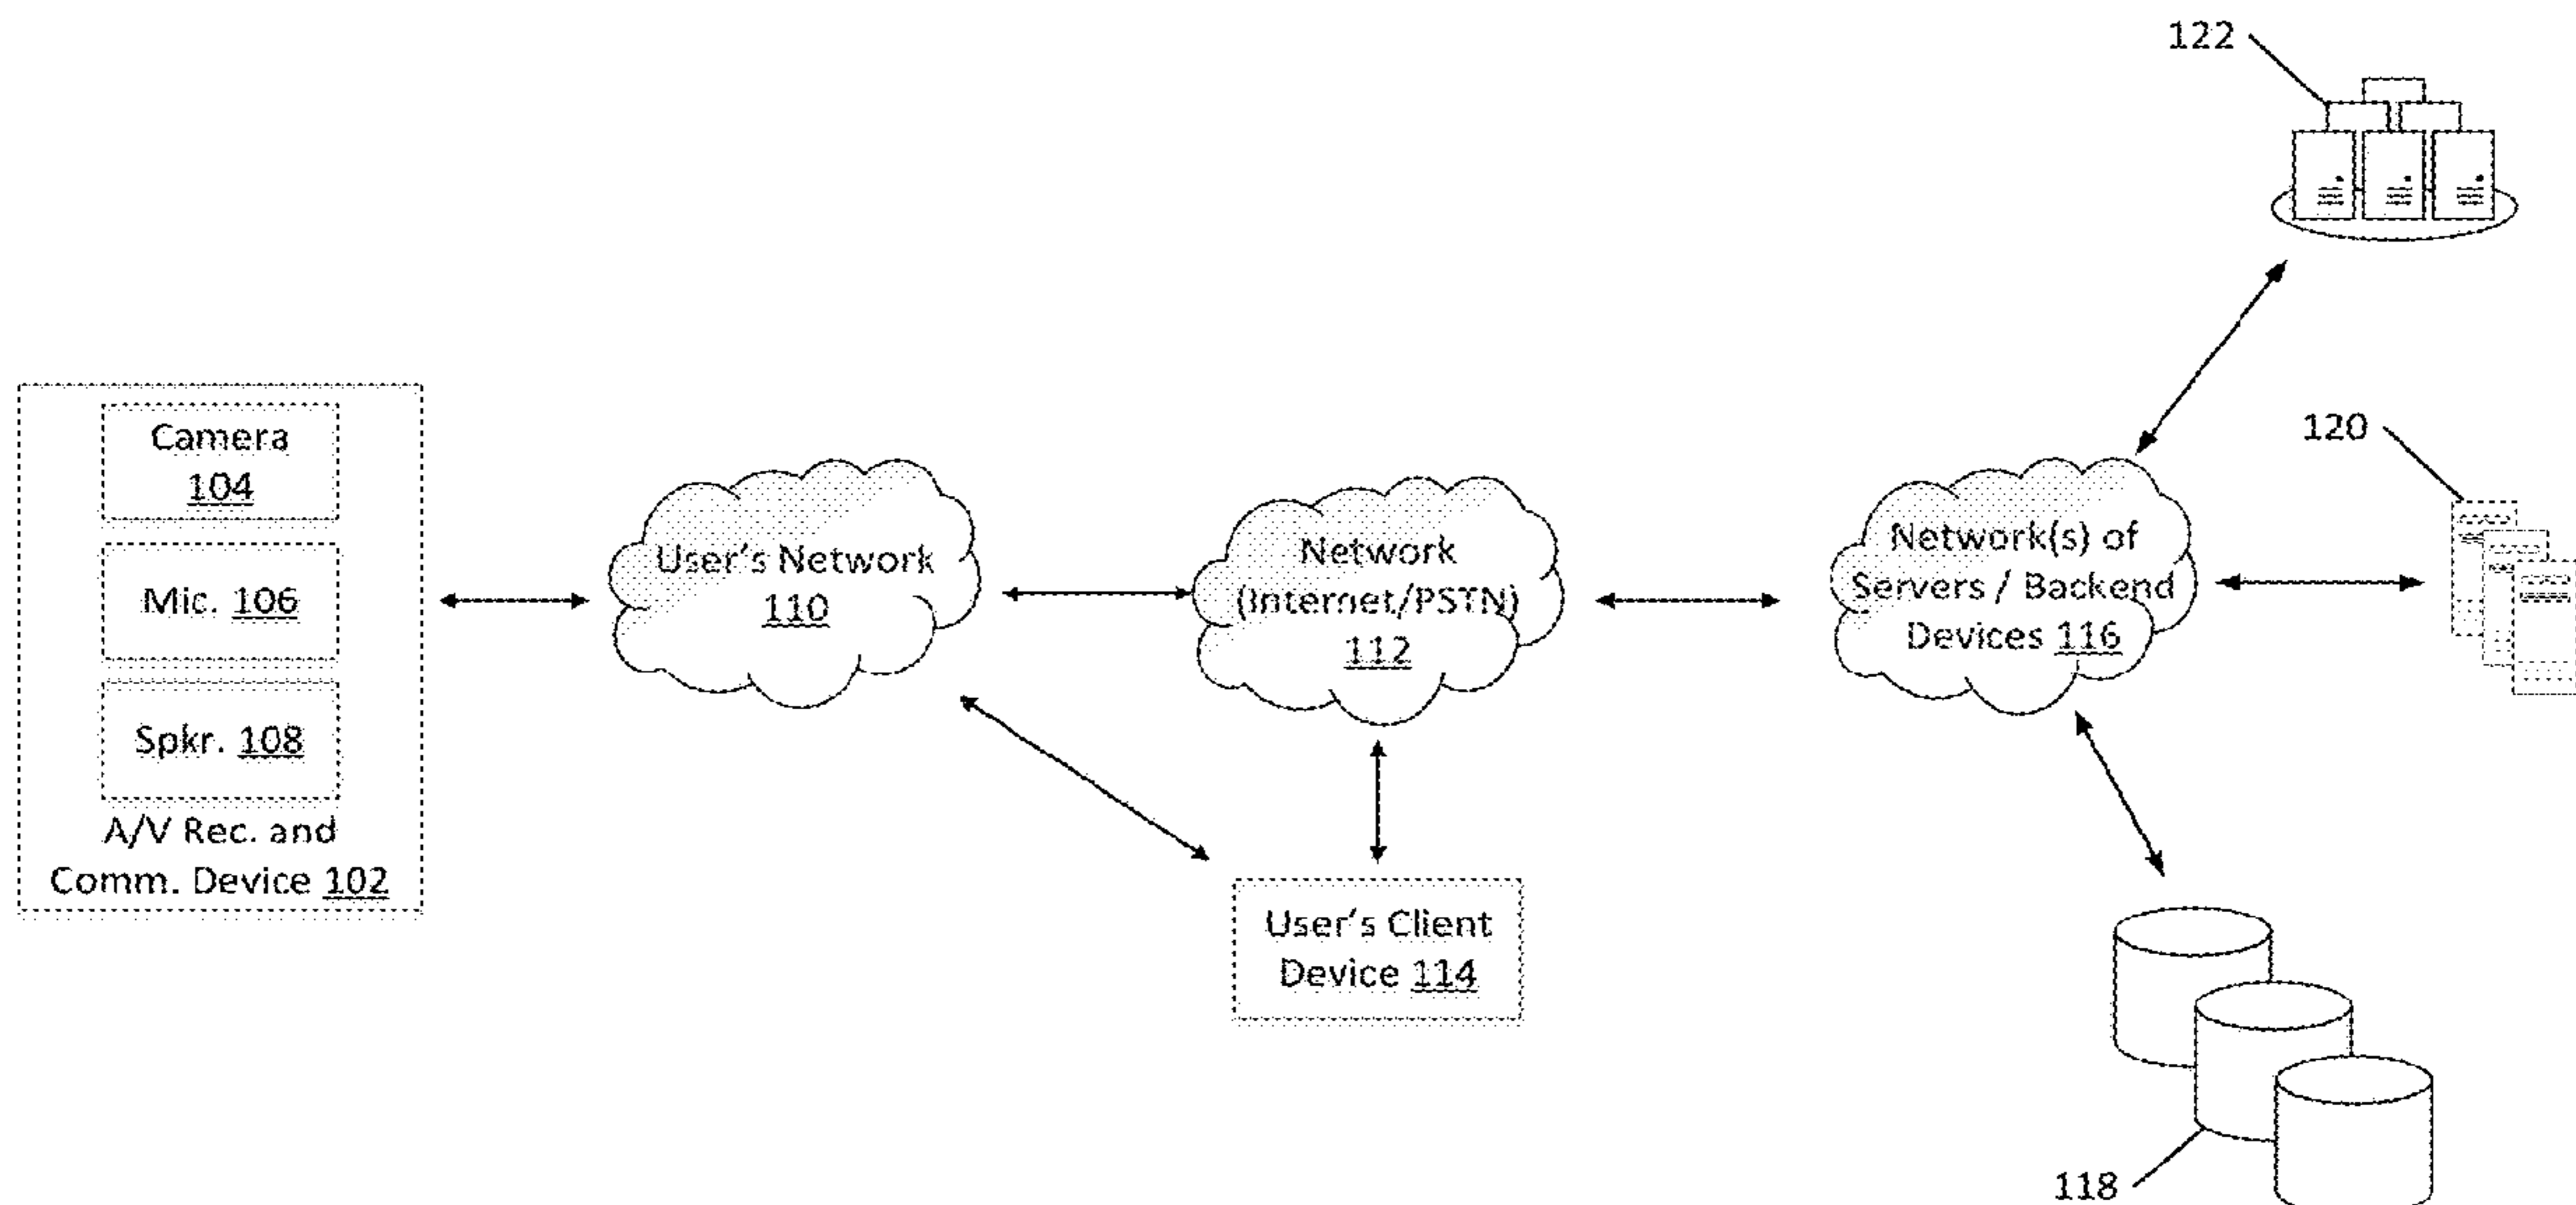 122
120
Camera
104
Mic. 106
Spkr. 108
A/V Rec. and
Comm. Device 102
User's Network
110
Network
(Internet/PSTN)
112
User's Client
Device 114
Network(s) of
Servers / Backend
Devices 116
118